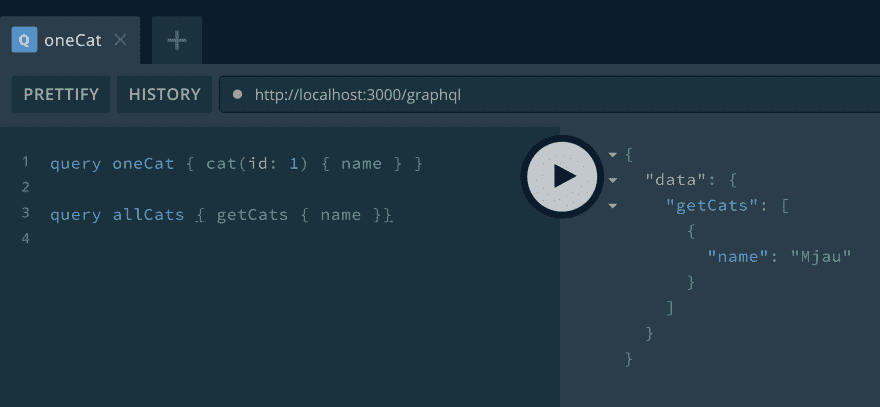 Q oneCat ×
PRETTIFY HISTORY http://localhost:3000/graphql
1 query oneCat { cat(id: 1) { name } }
2
3 query allCats { getCats { name }}
4
{
"data": {
"getCats": [
{
"name": "Mjau"
}
]
}
}